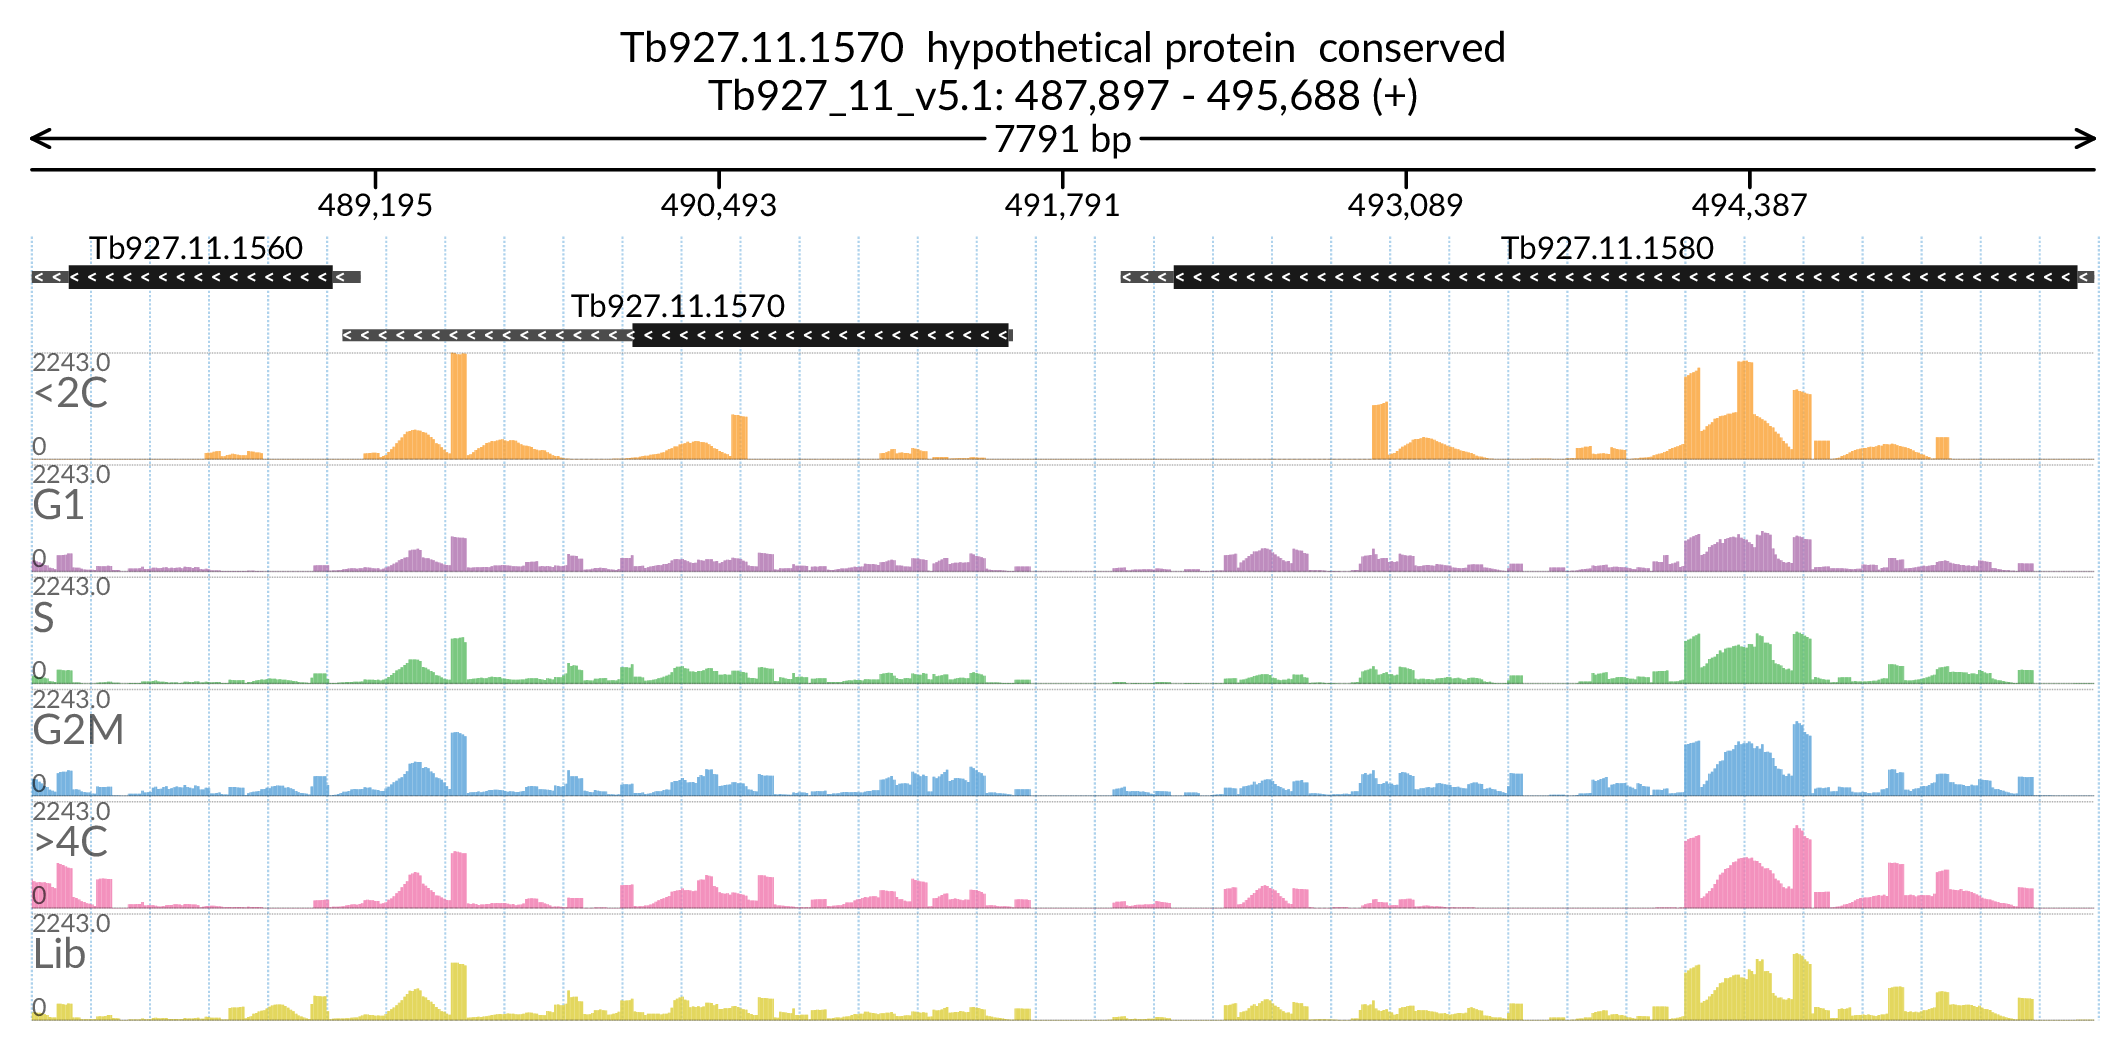 Tb927.11.1570  hypothetical protein  conserved
Tb927_11_v5.1: 487,897 - 495,688 (+)
7791 bp
489,195 490,493 491,791 493,089 494,387
Tb927.11.1560 Tb927.11.1580
Tb927.11.1570
2243.0
<2C
0
2243.0
G1
0
2243.0
S
0
2243.0
G2M
0
2243.0
>4C
0
2243.0
Lib
0